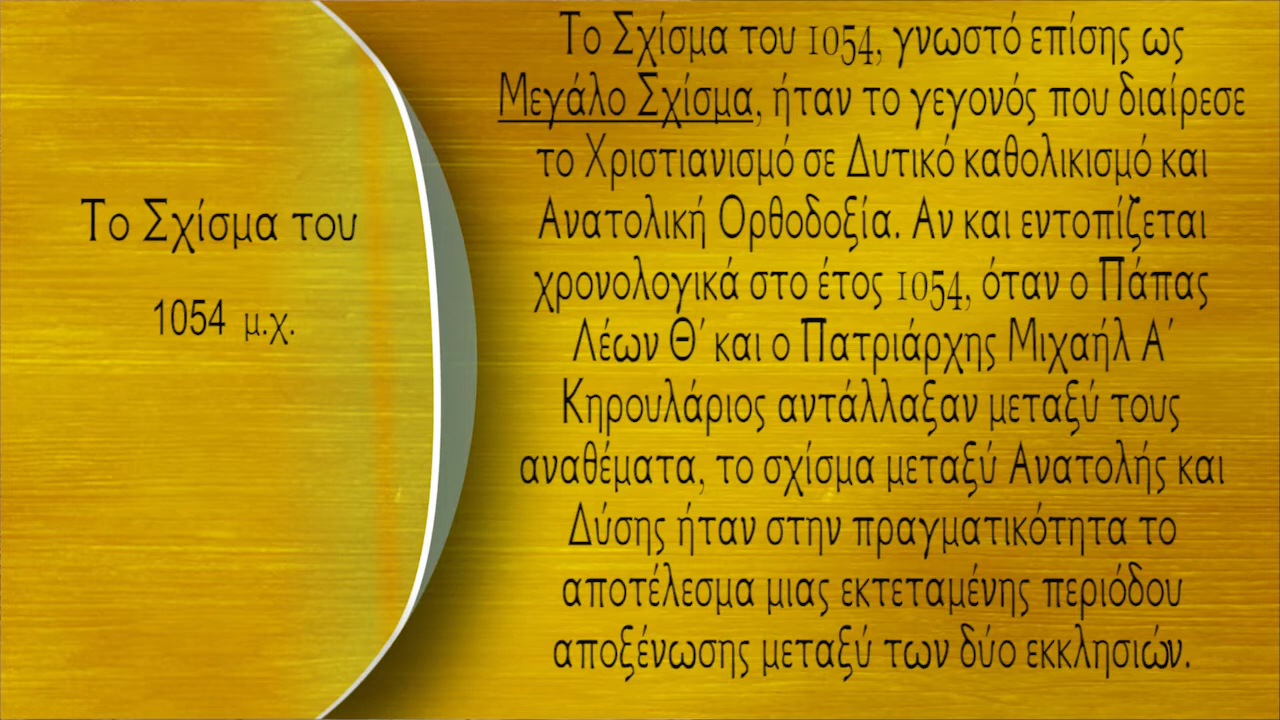 Το Σχίσμα του
1054 μ.χ.
Το Σχίσμα του 1054, γνωστό επίσης ως
Μεγάλο Σχίσμα, ήταν το γεγονός που διαίρεσε
το Χριστιανισμό σε Δυτικό καθολικισμό και
Ανατολική Ορθοδοξία. Αν και εντοπίζεται
χρονολογικά στο έτος 1054, όταν ο Πάπας
Λέων Θ΄ και ο Πατριάρχης Μιχαήλ Α΄
Κηρουλάριος αντάλλαξαν μεταξύ τους
αναθέματα, το σχίσμα μεταξύ Ανατολής και
Δύσης ήταν στην πραγματικότητα το
αποτέλεσμα μιας εκτεταμένης περιόδου
αποξένωσης μεταξύ των δύο εκκλησιών.